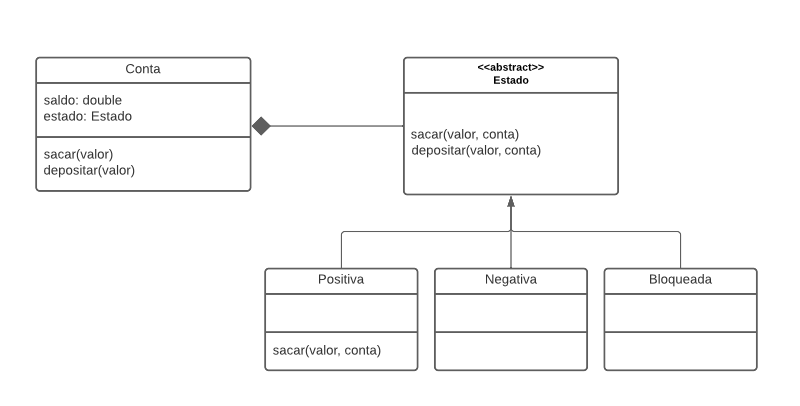 Conta
saldo: double
estado: Estado
sacar(valor)
depositar(valor)
<<abstract>>
Estado
sacar(valor, conta)
depositar(valor, conta)
Positiva
sacar(valor, conta)
Negativa
Bloqueada